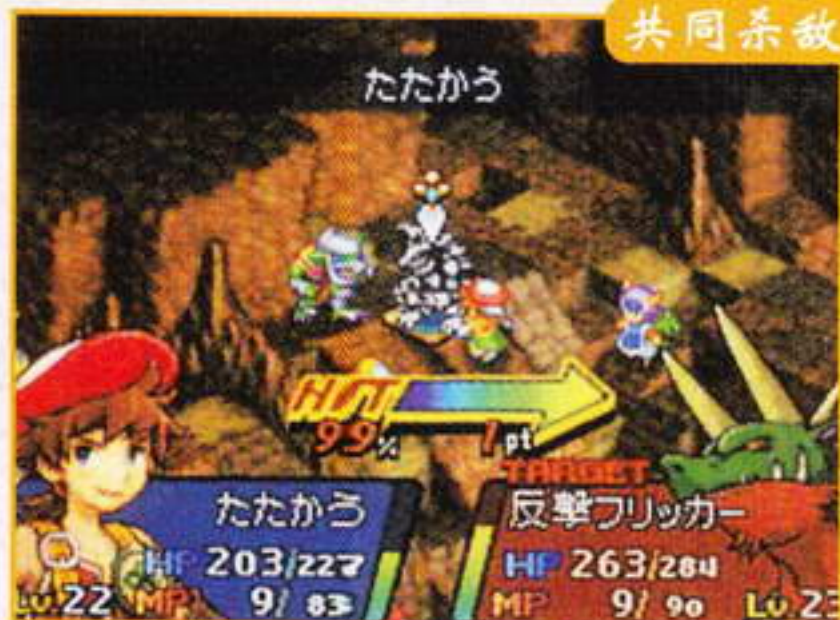 共同杀敌
たたかう
HIT
99% 1pt
TARGET
たたかう
反撃フリッカー
HP 203/227
HP 263/284
Lv.22 MP 9/83
MP 9/90 Lv.23